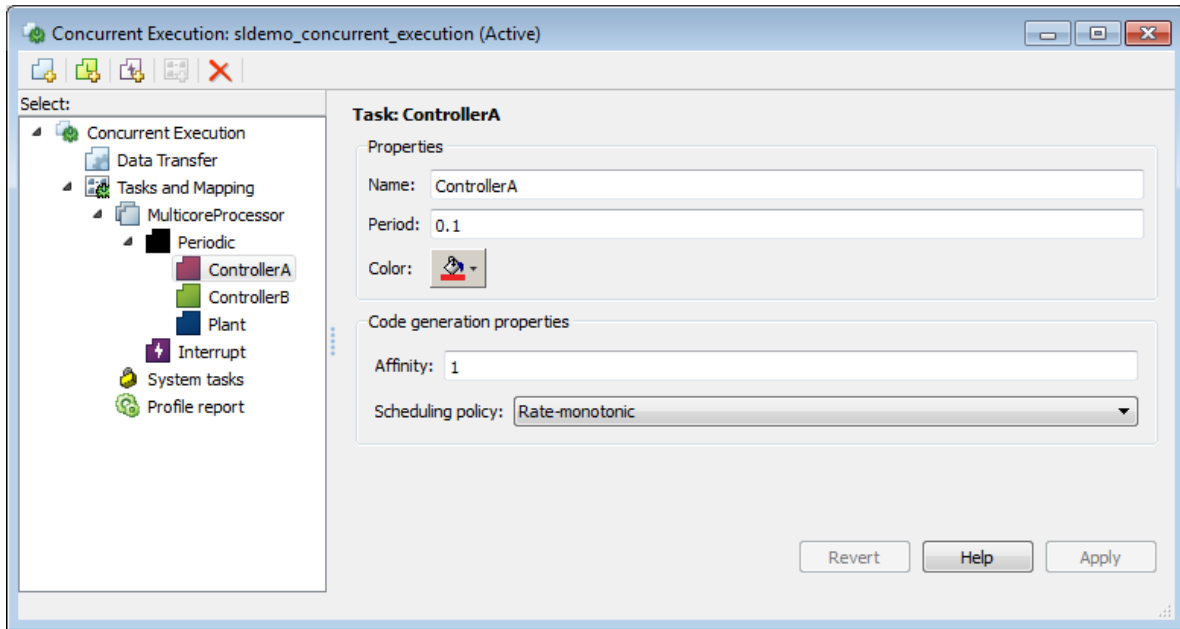 Concurrent Execution: sldemo_concurrent_execution (Active)
Select:
Concurrent Execution
Data Transfer
Tasks and Mapping
MulticoreProcessor
Periodic
ControllerA
ControllerB
Plant
Interrupt
System tasks
Profile report
Task: ControllerA
Properties
Name: ControllerA
Period: 0.1
Color:
Code generation properties
Affinity: 1
Scheduling policy: Rate-monotonic
Revert Help Apply